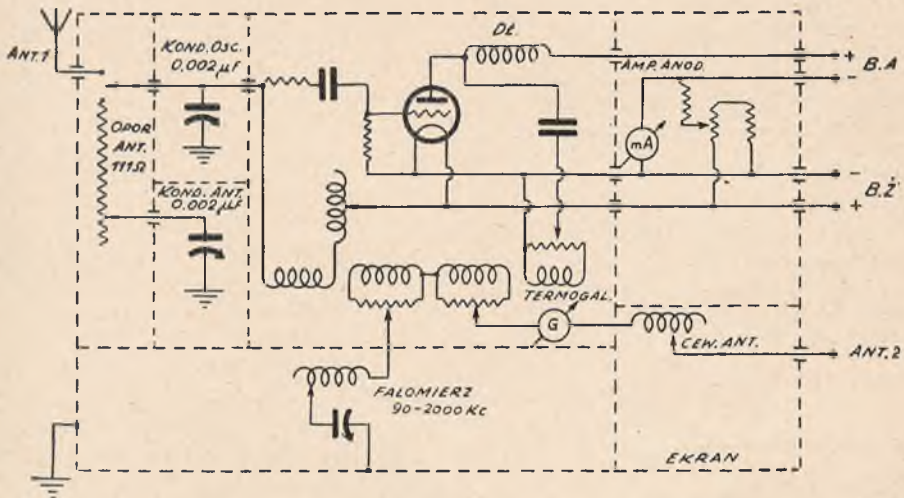 ANT.1
KOND. OSC.
0,002 µF
DŁ.
TAMP. ANOD.
+
–
B.A
OPOR
ANT.
111Ω
mA
KOND. ANT.
0.002 µF
–
+
B.Ż
TERMOGAL.
G
CEW. ANT.
ANT.2
FALOMIERZ
90-2000 KC
EKRAN